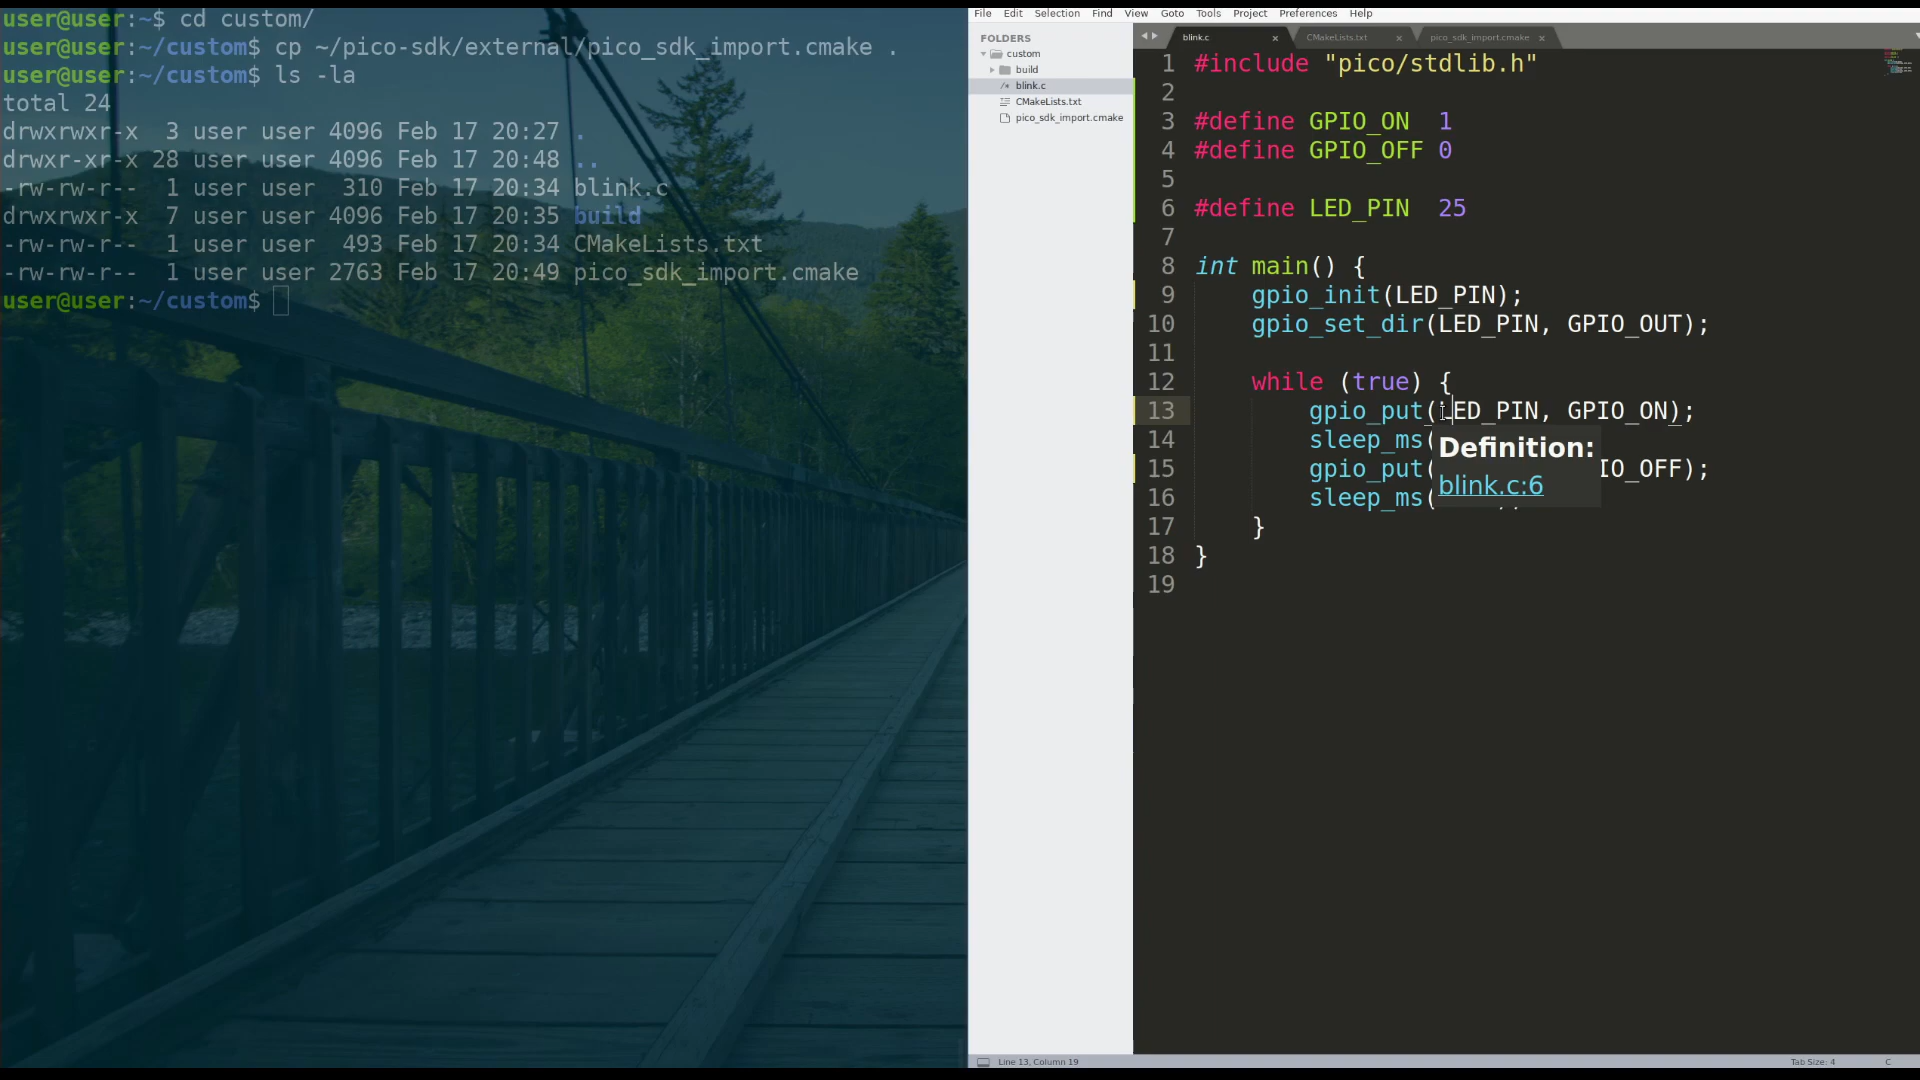 user@user:~$ cd custom/
user@user:~/custom$ cp ~/pico-sdk/external/pico_sdk_import.cmake .
user@user:~/custom$ ls -la
total 24
drwxrwxr-x  3 user user 4096 Feb 17 20:27 .
drwxr-xr-x 28 user user 4096 Feb 17 20:48 ..
-rw-rw-r--  1 user user  310 Feb 17 20:34 blink.c
drwxrwxr-x  7 user user 4096 Feb 17 20:35 build
-rw-rw-r--  1 user user  493 Feb 17 20:34 CMakeLists.txt
-rw-rw-r--  1 user user 2763 Feb 17 20:49 pico_sdk_import.cmake
user@user:~/custom$
File Edit Selection Find View Goto Tools Project Preferences Help
FOLDERS
custom
build
blink.c
CMakeLists.txt
pico_sdk_import.cmake
blink.c × CMakeLists.txt × pico_sdk_import.cmake ×
1 #include "pico/stdlib.h"
2
3 #define GPIO_ON  1
4 #define GPIO_OFF 0
5
6 #define LED_PIN  25
7
8 int main() {
9     gpio_init(LED_PIN);
10     gpio_set_dir(LED_PIN, GPIO_OUT);
11
12     while (true) {
13         gpio_put(LED_PIN, GPIO_ON);
14         sleep_ms(
15         gpio_put( IO_OFF);
16         sleep_ms(
17     }
18 }
19
Definition:
blink.c:6
Line 13, Column 19
Tab Size: 4
C